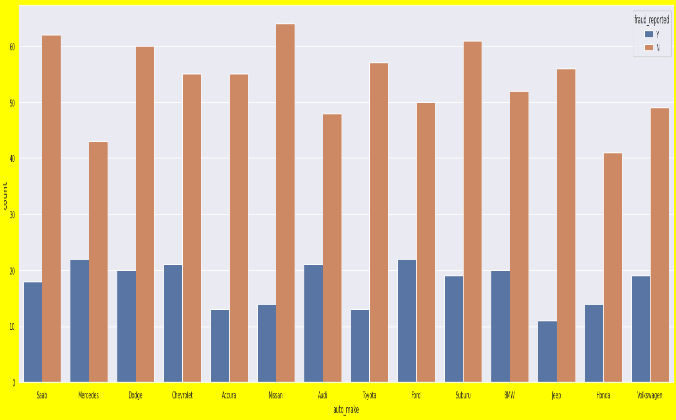 fraud_reported
Y
N
60
50
40
30
20
10
0
count
Saab Mercedes Dodge Chevrolet Accura Nissan Audi Toyota Ford Suburu BMW Jeep Honda Volkswagen
auto_make